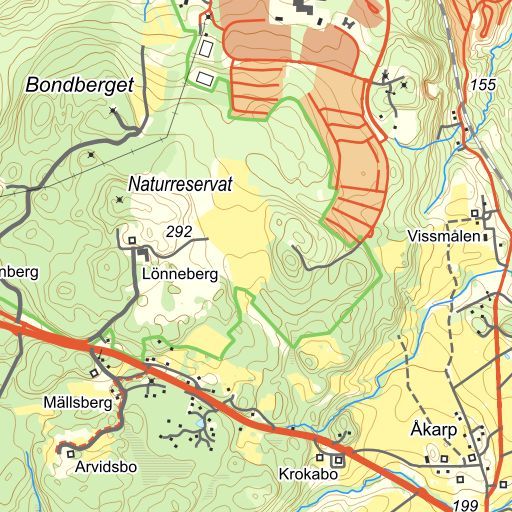 Bondberget
155
Naturreservat
292
Vissmålen
nberg
Lönneberg
Mällsberg
Åkarp
Arvidsbo
Krokabo
199